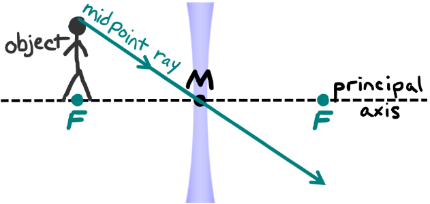 midpoint ray
object
M
principal
axis
F
F